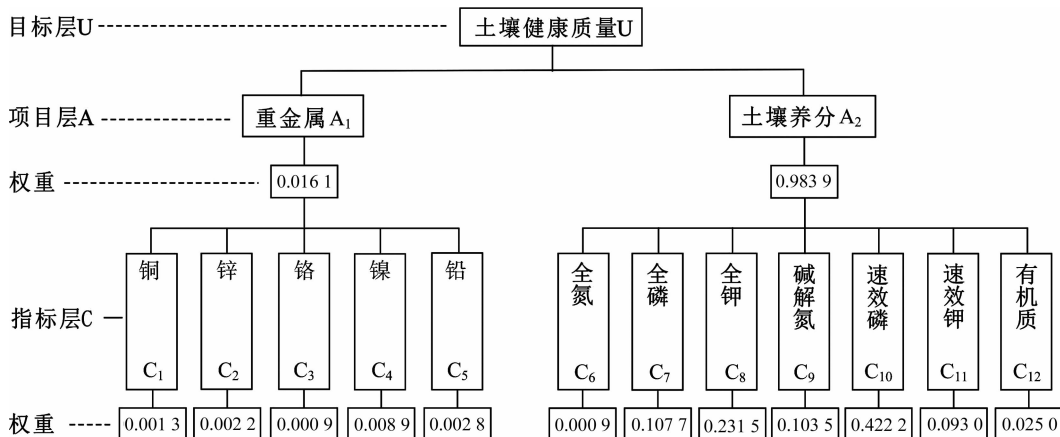 目标层U 土壤健康质量U
项目层A 重金属A₁ 土壤养分A₂
权重 0.016 1 0.983 9
铜 锌 铬 镍 铅 全氮 全磷 全钾 碱解氮 速效磷 速效钾 有机质
指标层C
C₁ C₂ C₃ C₄ C₅ C₆ C₇ C₈ C₉ C₁₀ C₁₁ C₁₂
权重 0.001 3 0.002 2 0.000 9 0.008 9 0.002 8 0.000 9 0.107 7 0.231 5 0.103 5 0.422 2 0.093 0 0.025 0